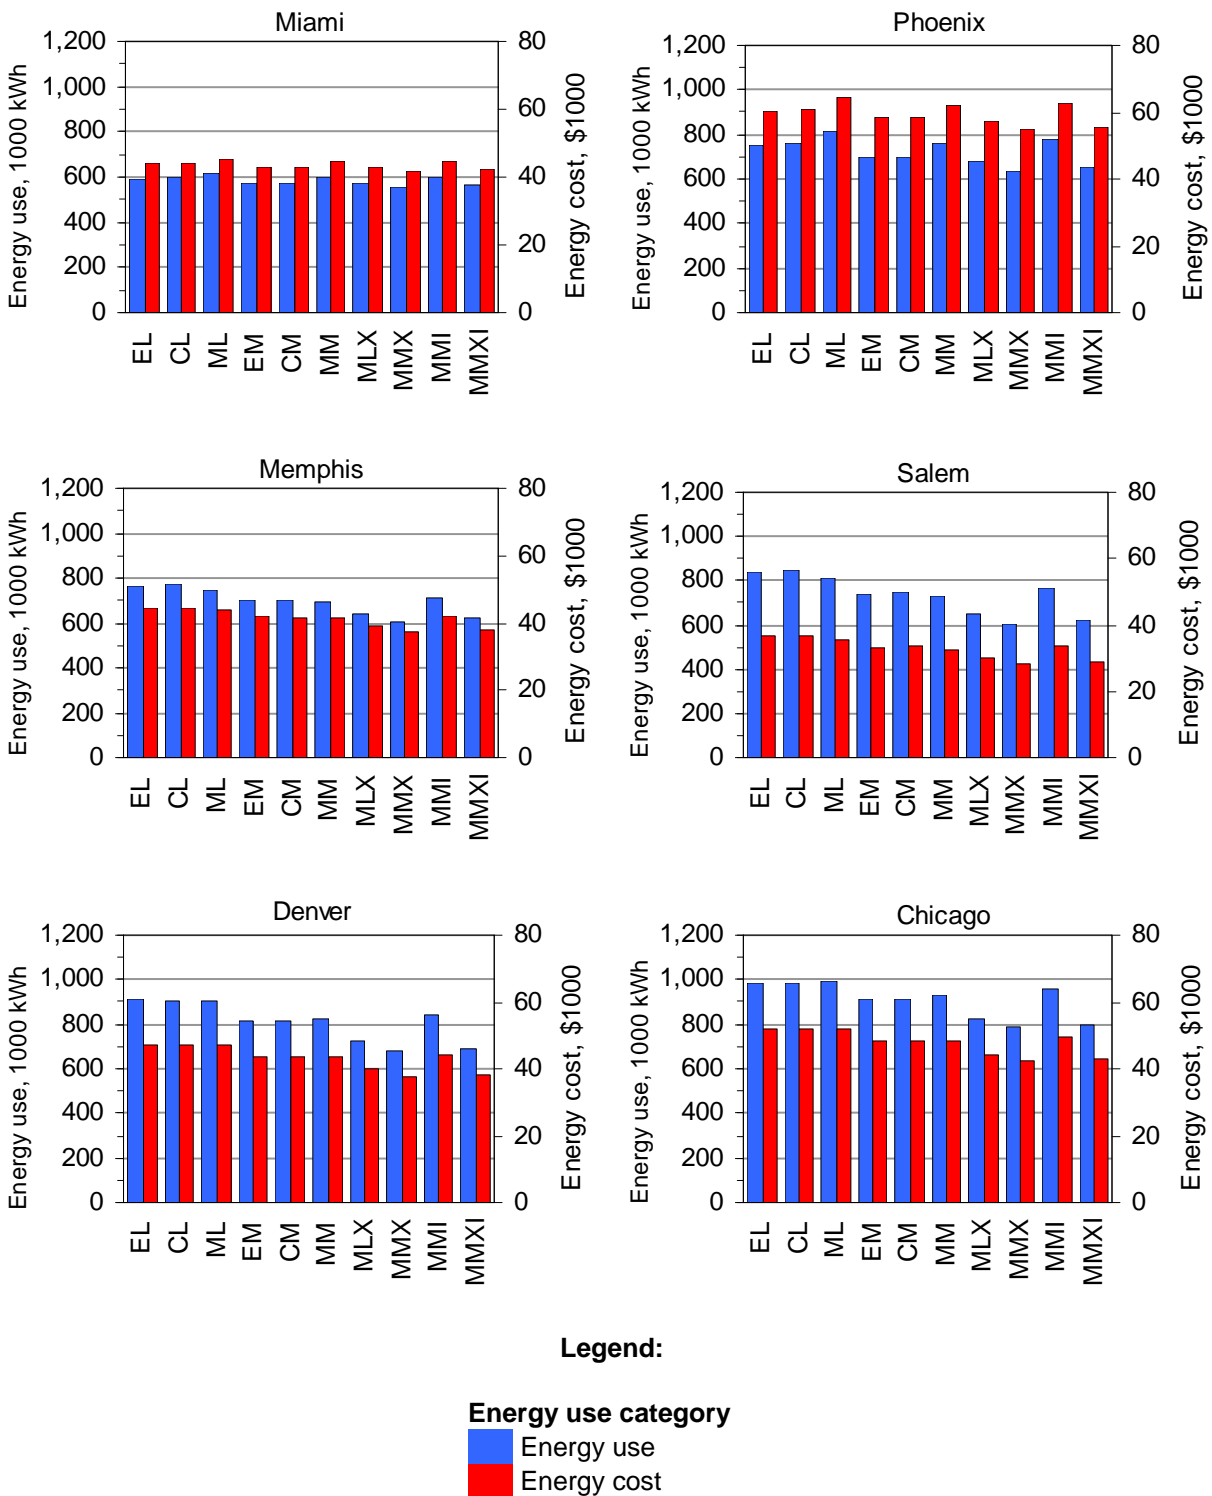 Miami
Energy use, 1000 kWh
1,200
1,000
800
600
400
200
0
80
60
40
20
0
Energy cost, $1000
EL CL ML EM CM MM MLX MMX MMI MMXI
Phoenix
Energy use, 1000 kWh
1,200
1,000
800
600
400
200
0
80
60
40
20
0
Energy cost, $1000
EL CL ML EM CM MM MLX MMX MMI MMXI
Memphis
Energy use, 1000 kWh
1,200
1,000
800
600
400
200
0
80
60
40
20
0
Energy cost, $1000
EL CL ML EM CM MM MLX MMX MMI MMXI
Salem
Energy use, 1000 kWh
1,200
1,000
800
600
400
200
0
80
60
40
20
0
Energy cost, $1000
EL CL ML EM CM MM MLX MMX MMI MMXI
Denver
Energy use, 1000 kWh
1,200
1,000
800
600
400
200
0
80
60
40
20
0
Energy cost, $1000
EL CL ML EM CM MM MLX MMX MMI MMXI
Chicago
Energy use, 1000 kWh
1,200
1,000
800
600
400
200
0
80
60
40
20
0
Energy cost, $1000
EL CL ML EM CM MM MLX MMX MMI MMXI
Legend:
Energy use category
Energy use
Energy cost